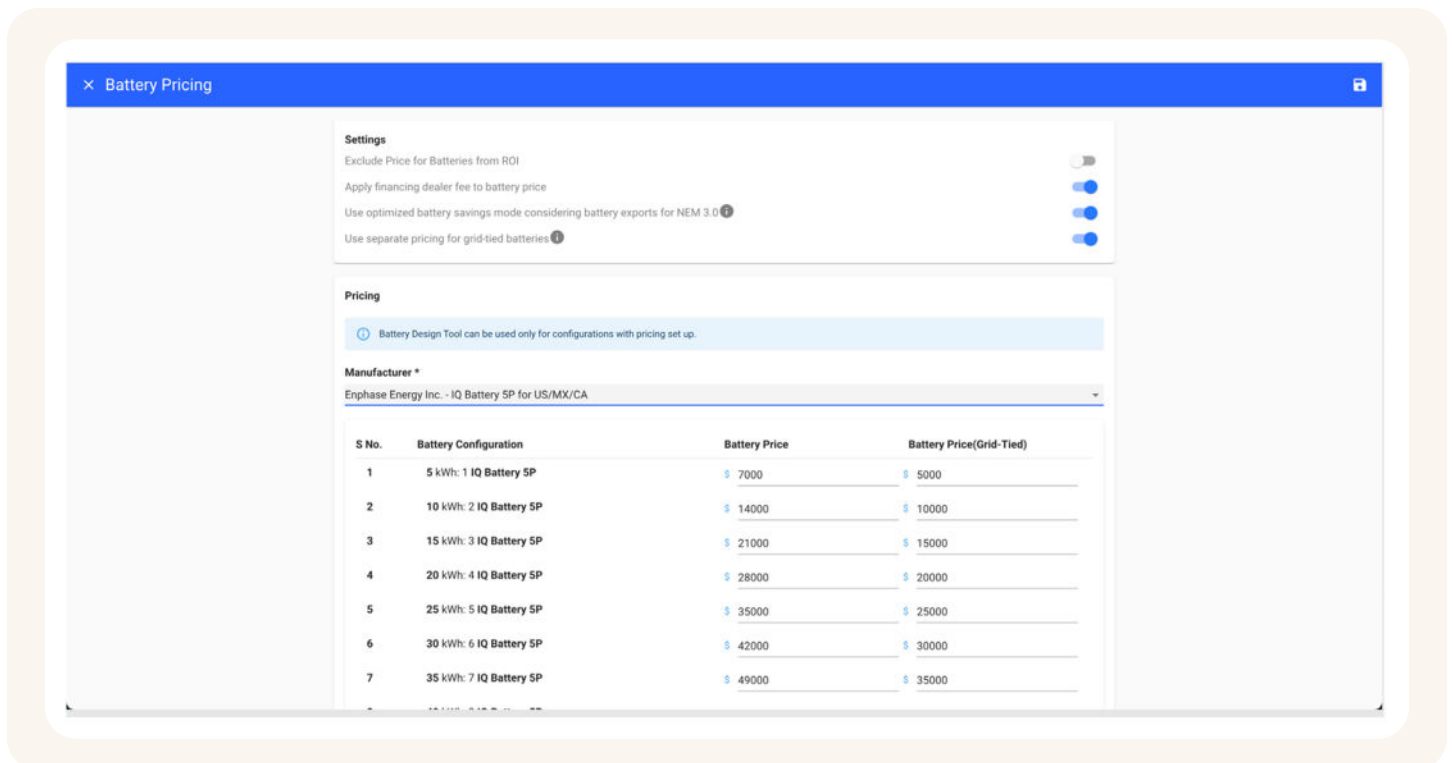 Battery Pricing
Settings
Exclude Price for Batteries from ROI
Apply financing dealer fee to battery price
Use optimized battery savings mode considering battery exports for NEM 3.0
Use separate pricing for grid-tied batteries
Pricing
Battery Design Tool can be used only for configurations with pricing set up.
Manufacturer *
Enphase Energy Inc. - IQ Battery 5P for US/MX/CA
S No. Battery Configuration Battery Price Battery Price(Grid-Tied)
1 5 kWh: 1 IQ Battery 5P $ 7000 $ 5000
2 10 kWh: 2 IQ Battery 5P $ 14000 $ 10000
3 15 kWh: 3 IQ Battery 5P $ 21000 $ 15000
4 20 kWh: 4 IQ Battery 5P $ 28000 $ 20000
5 25 kWh: 5 IQ Battery 5P $ 35000 $ 25000
6 30 kWh: 6 IQ Battery 5P $ 42000 $ 30000
7 35 kWh: 7 IQ Battery 5P $ 49000 $ 35000